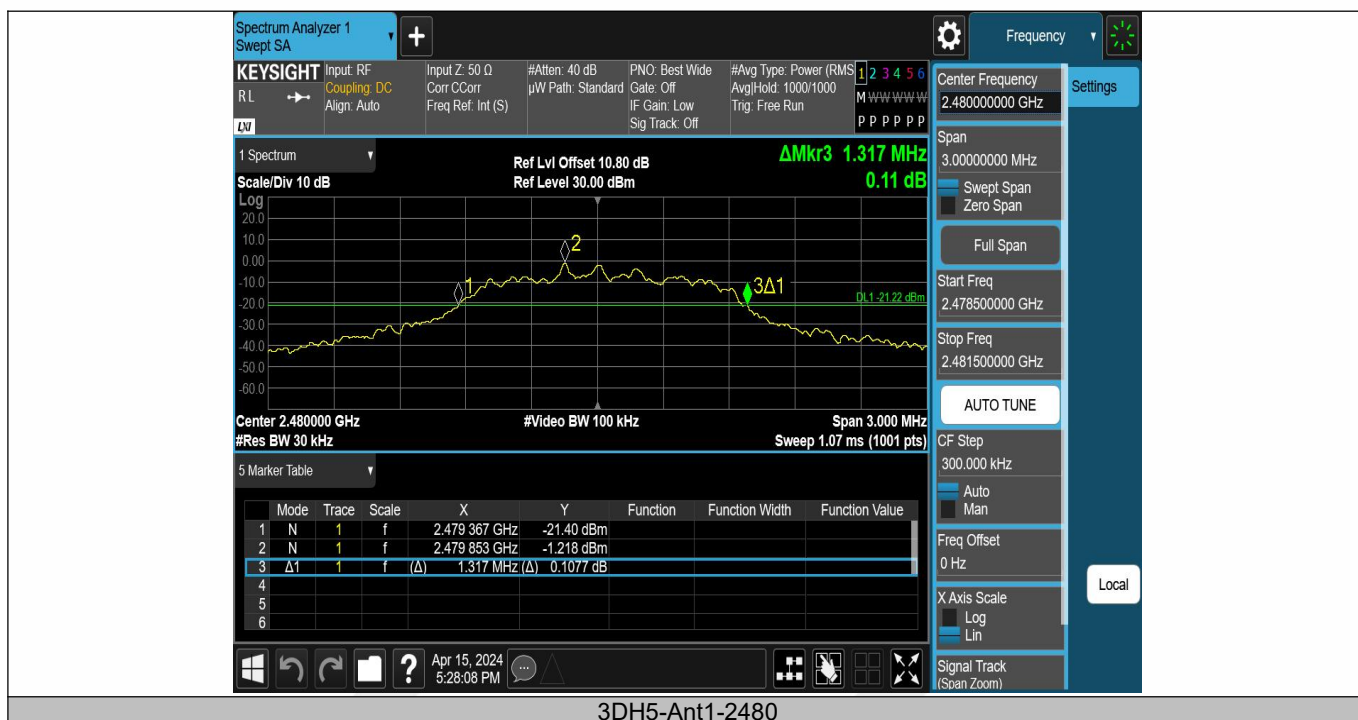 Spectrum Analyzer 1
Swept SA
+
Frequency
KEYSIGHT
RL
LXI
Input: RF
Coupling: DC
Align: Auto
Input Z: 50 Ω
Corr CCorr
Freq Ref: Int (S)
#Atten: 40 dB
µW Path: Standard
PNO: Best Wide
Gate: Off
IF Gain: Low
Sig Track: Off
#Avg Type: Power (RMS
Avg|Hold: 1000/1000
Trig: Free Run
1 2 3 4 5 6
M W W W W W
P P P P P P
Center Frequency
2.480000000 GHz
Settings
Span
3.00000000 MHz
Swept Span
Zero Span
Full Span
Start Freq
2.478500000 GHz
Stop Freq
2.481500000 GHz
AUTO TUNE
CF Step
300.000 kHz
Auto
Man
Freq Offset
0 Hz
X Axis Scale
Log
Lin
Signal Track
(Span Zoom)
Local
1 Spectrum
Scale/Div 10 dB
Ref Lvl Offset 10.80 dB
Ref Level 30.00 dBm
ΔMkr3 1.317 MHz
0.11 dB
Log
20.0
10.0
0.00
-10.0
-20.0
-30.0
-40.0
-50.0
-60.0
1
2
3Δ1
DL1 -21.22 dBm
Center 2.480000 GHz
#Video BW 100 kHz
Span 3.000 MHz
#Res BW 30 kHz
Sweep 1.07 ms (1001 pts)
5 Marker Table
Mode Trace Scale X Y Function Function Width Function Value
1 N 1 f 2.479 367 GHz -21.40 dBm
2 N 1 f 2.479 853 GHz -1.218 dBm
3 Δ1 1 f (Δ) 1.317 MHz (Δ) 0.1077 dB
4
5
6
?
Apr 15, 2024
5:28:08 PM
3DH5-Ant1-2480